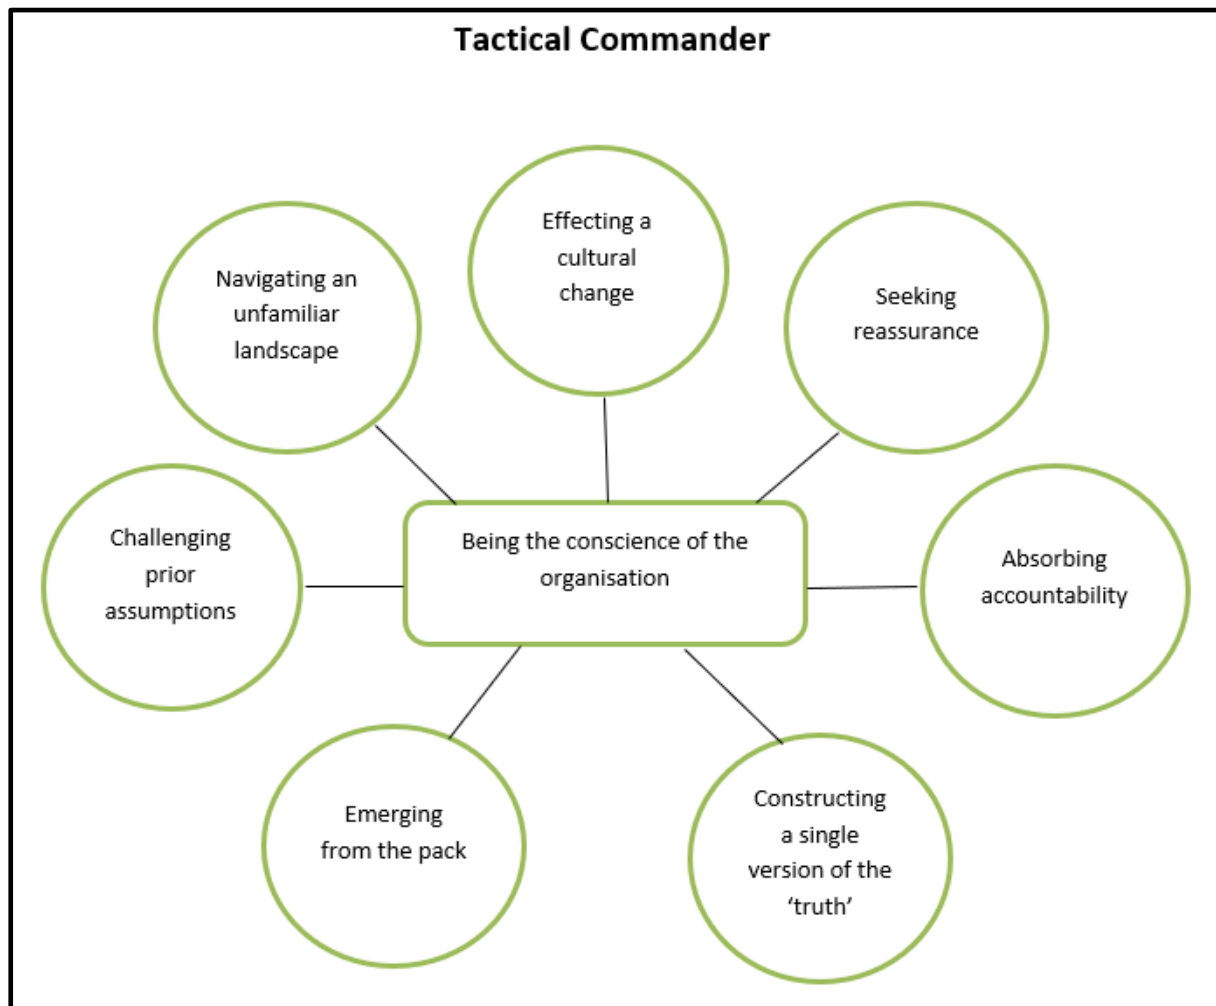 Tactical Commander
Effecting a
cultural
change
Navigating an
unfamiliar
landscape
Seeking
reassurance
Challenging
prior
assumptions
Being the conscience of the
organisation
Absorbing
accountability
Emerging
from the pack
Constructing
a single
version of the
‘truth’